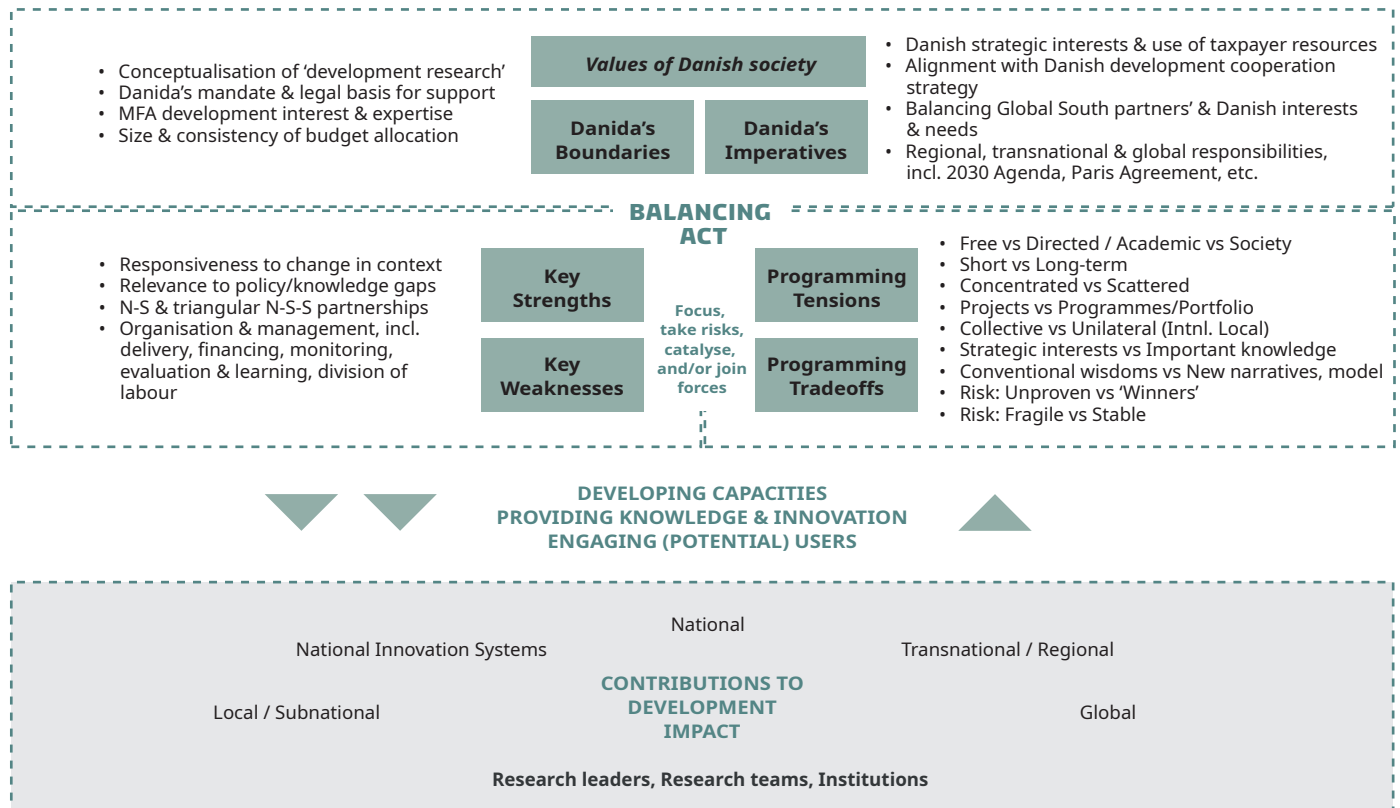 • Conceptualisation of ‘development research’
• Danida’s mandate & legal basis for support
• MFA development interest & expertise
• Size & consistency of budget allocation
Values of Danish society
Danida’s
Boundaries
Danida’s
Imperatives
• Danish strategic interests & use of taxpayer resources
• Alignment with Danish development cooperation
strategy
• Balancing Global South partners’ & Danish interests
& needs
• Regional, transnational & global responsibilities,
incl. 2030 Agenda, Paris Agreement, etc.
BALANCING
ACT
• Responsiveness to change in context
• Relevance to policy/knowledge gaps
• N-S & triangular N-S-S partnerships
• Organisation & management, incl.
delivery, financing, monitoring,
evaluation & learning, division of
labour
Key
Strengths
Key
Weaknesses
Focus,
take risks,
catalyse,
and/or join
forces
Programming
Tensions
Programming
Tradeoffs
• Free vs Directed / Academic vs Society
• Short vs Long-term
• Concentrated vs Scattered
• Projects vs Programmes/Portfolio
• Collective vs Unilateral (Intnl. Local)
• Strategic interests vs Important knowledge
• Conventional wisdoms vs New narratives, model
• Risk: Unproven vs ‘Winners’
• Risk: Fragile vs Stable
DEVELOPING CAPACITIES
PROVIDING KNOWLEDGE & INNOVATION
ENGAGING (POTENTIAL) USERS
National
National Innovation Systems
Transnational / Regional
CONTRIBUTIONS TO
DEVELOPMENT
IMPACT
Local / Subnational
Global
Research leaders, Research teams, Institutions